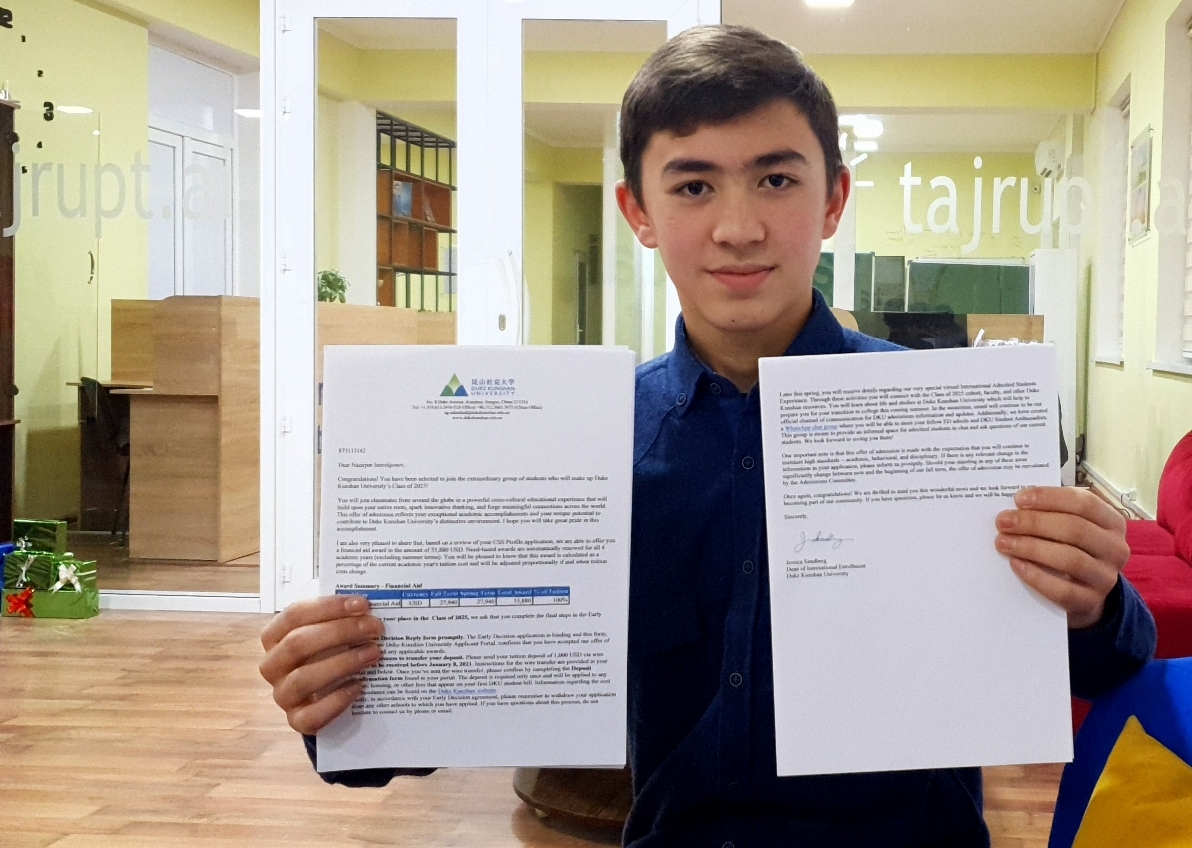 jrupt.a
tajrupt.a
昆山杜克大学
DUKE KUNSHAN
UNIVERSITY
No. 8 Duke Avenue, Kunshan, Jiangsu, China 215316
www.dukekunshan.edu.cn
Congratulations! You have been selected to join the extraordinary group of students who will make up Duke
Kunshan University's Class of 2025!
You will join classmates from around the globe in a powerful cross-cultural educational experience that will
build upon your native roots, spark innovative thinking, and forge meaningful connections across the world.
This offer of admission reflects your exceptional academic accomplishments and your unique potential to
contribute to Duke Kunshan University's distinctive environment. I hope you will take great pride in this
accomplishment.
I am also very pleased to share that, based on a review of your CSS Profile application, we are able to offer you
a financial aid award in the amount of 55,880 USD. Need-based awards are automatically renewed for all 4
academic years (excluding summer terms). You will be pleased to know that this award is calculated as a
percentage of the current academic year's tuition cost and will be adjusted proportionally if and when tuition
costs change.
Award Summary - Financial Aid
Currency Fall Term Spring Term Total Award % of Tuition
Financial Aid USD 27,940 27,940 55,880 100%
your place in the Class of 2025, we ask that you complete the final steps in the Early
Decision Reply form promptly. The Early Decision application is binding and this form,
Duke Kunshan University Applicant Portal, confirms that you have accepted our offer of
and any applicable awards.
process to transfer your deposit. Please send your tuition deposit of 1,000 USD via wire
to be received before January 8, 2021. Instructions for the wire transfer are provided in your
and below. Once you've sent the wire transfer, please confirm by completing the Deposit
form found in your portal. The deposit is required only once and will be applied to any
housing, or other fees that appear on your first DKU student bill. Information regarding the cost
can be found on the Duke Kunshan website.
in accordance with your Early Decision agreement, please remember to withdraw your application
any other schools to which you have applied. If you have questions about this process, do not
hesitate to contact us by phone or email.
Later this spring, you will receive details regarding our very special virtual International Admitted Students
Experience. Through these activities you will connect with the Class of 2025 cohort, faculty, and other Duke
Kunshan resources. You will learn about life and studies at Duke Kunshan University which will help to
prepare you for your transition to college this coming summer. In the meantime, email will continue to be our
official channel of communication for DKU admissions information and updates. Additionally, we have created
a WhatsApp chat group where you will be able to meet your fellow ED admits and DKU Student Ambassadors.
This group is meant to provide an informal space for admitted students to chat and ask questions of our current
students. We look forward to seeing you there!
One important note is that this offer of admission is made with the expectation that you will continue to
maintain high standards – academic, behavioral, and disciplinary. If there is any relevant change to the
information in your application, please inform us promptly. Should your standing in any of these areas
significantly change between now and the beginning of our fall term, the offer of admission may be reevaluated
by the Admissions Committee.
Once again, congratulations! We are thrilled to send you this wonderful news and we look forward to
becoming part of our community. If you have questions, please let us know and we will be happy
Sincerely,
Jessica Sandberg
Dean of International Enrollment
Duke Kunshan University